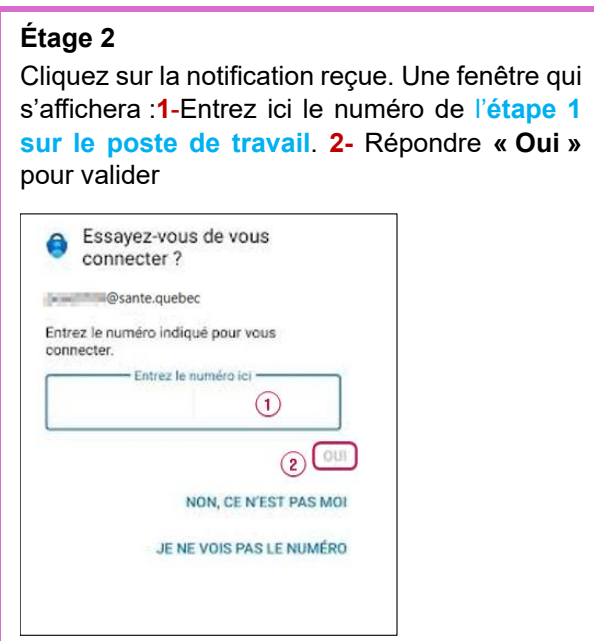 Étage 2
Cliquez sur la notification reçue. Une fenêtre qui
s'affichera :1-Entrez ici le numéro de l'étape 1
sur le poste de travail. 2- Répondre « Oui »
pour valider
Essayez-vous de vous
connecter ?
@sante.quebec
Entrez le numéro indiqué pour vous
connecter.
Entrez le numéro ici
1
2 OUI
NON, CE N'EST PAS MOI
JE NE VOIS PAS LE NUMÉRO